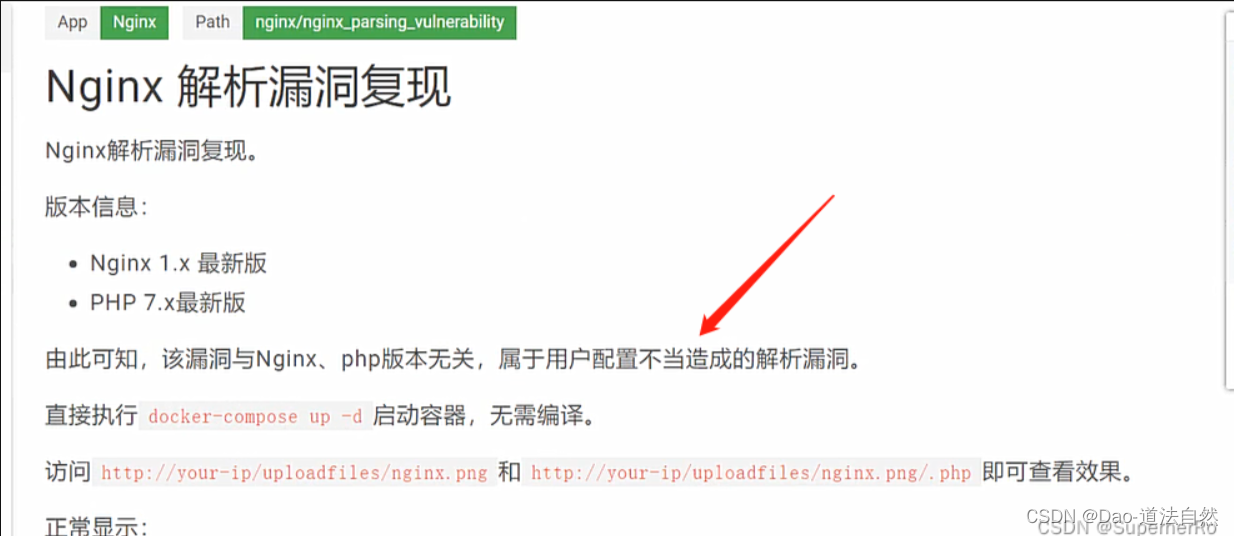 App Nginx Path nginx/nginx_parsing_vulnerability
Nginx 解析漏洞复现
Nginx解析漏洞复现。
版本信息：
• Nginx 1.x 最新版
• PHP 7.x最新版
由此可知，该漏洞与Nginx、php版本无关，属于用户配置不当造成的解析漏洞。
直接执行 docker-compose up -d 启动容器，无需编译。
访问 http://your-ip/uploadfiles/nginx.png 和 http://your-ip/uploadfiles/nginx.png/.php 即可查看效果。
正常显示：
CSDN @Dao-道法自然
CSDN @SuperherRo